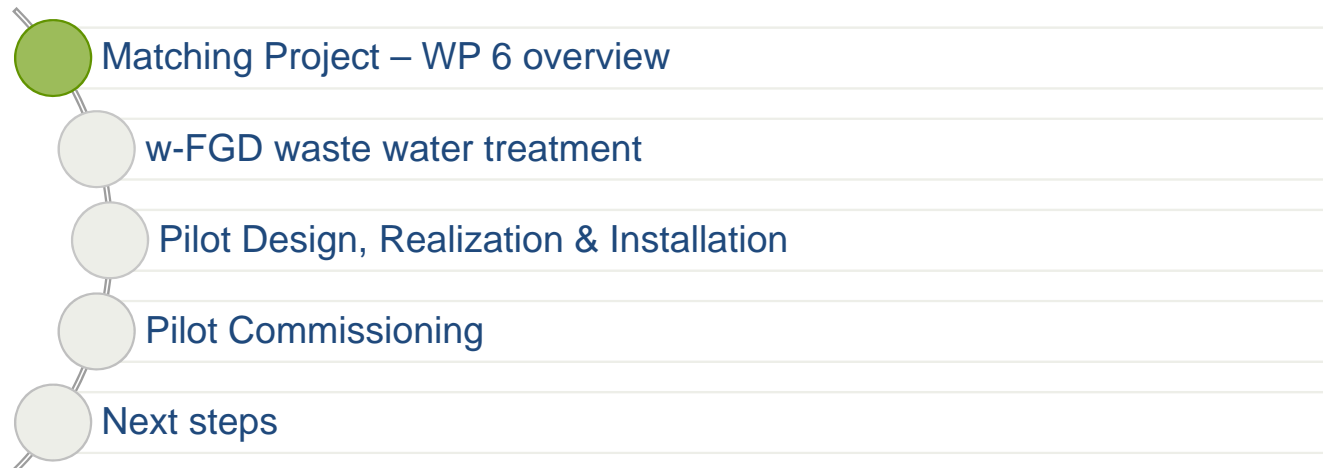 Matching Project – WP 6 overview
w-FGD waste water treatment
Pilot Design, Realization & Installation
Pilot Commissioning
Next steps